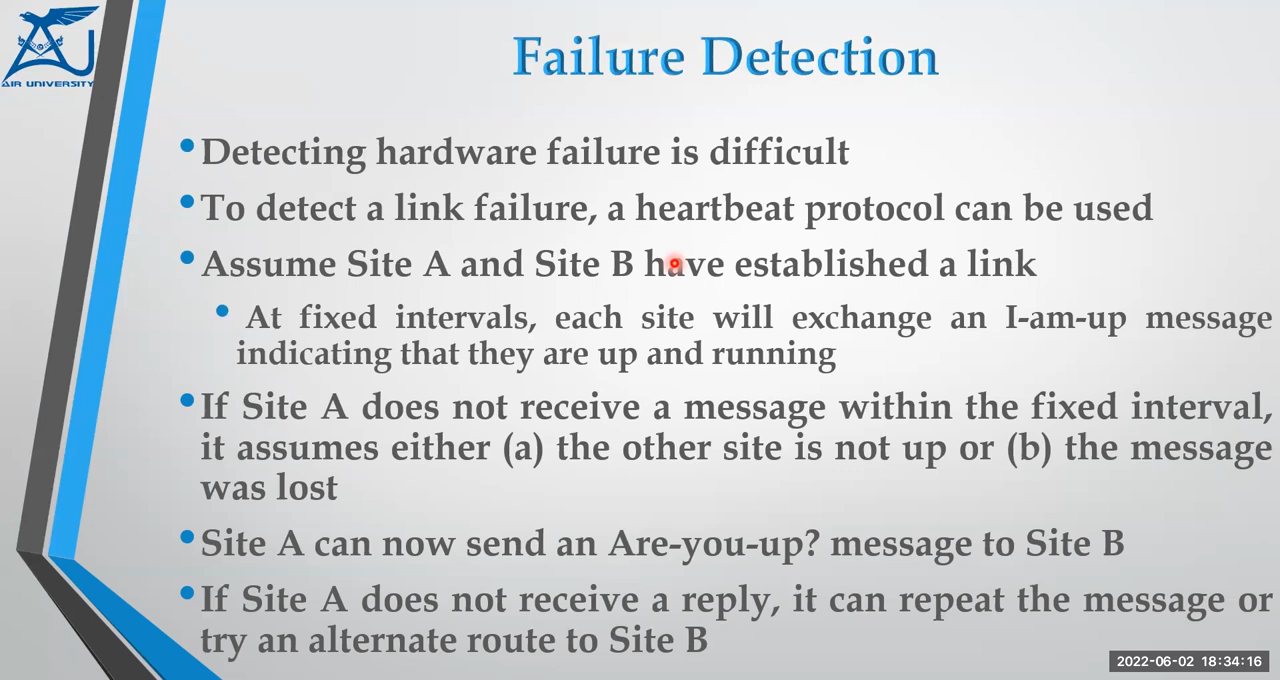 AIR UNIVERSITY
Failure Detection
•Detecting hardware failure is difficult
•To detect a link failure, a heartbeat protocol can be used
•Assume Site A and Site B have established a link
• At fixed intervals, each site will exchange an I-am-up message
indicating that they are up and running
•If Site A does not receive a message within the fixed interval,
it assumes either (a) the other site is not up or (b) the message
was lost
•Site A can now send an Are-you-up? message to Site B
•If Site A does not receive a reply, it can repeat the message or
try an alternate route to Site B
2022-06-02 18:34:16